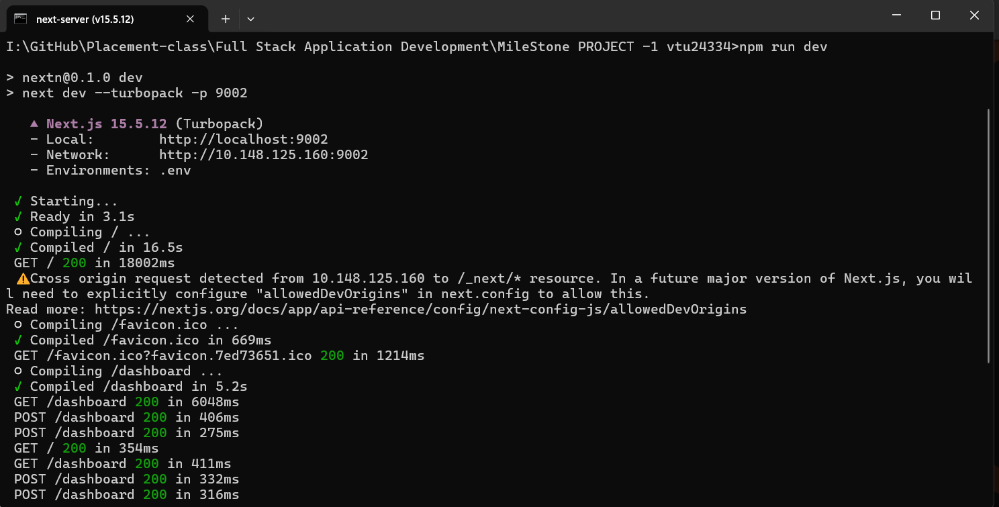 next-server (v15.5.12)
I:\GitHub\Placement-class\Full Stack Application Development\MileStone PROJECT -1 vtu24334>npm run dev
> nextn@0.1.0 dev
> next dev --turbopack -p 9002
▲ Next.js 15.5.12 (Turbopack)
- Local:        http://localhost:9002
- Network:      http://10.148.125.160:9002
- Environments: .env
✓ Starting...
✓ Ready in 3.1s
○ Compiling / ...
✓ Compiled / in 16.5s
GET / 200 in 18002ms
⚠Cross origin request detected from 10.148.125.160 to /_next/* resource. In a future major version of Next.js, you wil
l need to explicitly configure "allowedDevOrigins" in next.config to allow this.
Read more: https://nextjs.org/docs/app/api-reference/config/next-config-js/allowedDevOrigins
○ Compiling /favicon.ico ...
✓ Compiled /favicon.ico in 669ms
GET /favicon.ico?favicon.7ed73651.ico 200 in 1214ms
○ Compiling /dashboard ...
✓ Compiled /dashboard in 5.2s
GET /dashboard 200 in 6048ms
POST /dashboard 200 in 406ms
POST /dashboard 200 in 275ms
GET / 200 in 354ms
GET /dashboard 200 in 411ms
POST /dashboard 200 in 332ms
POST /dashboard 200 in 316ms